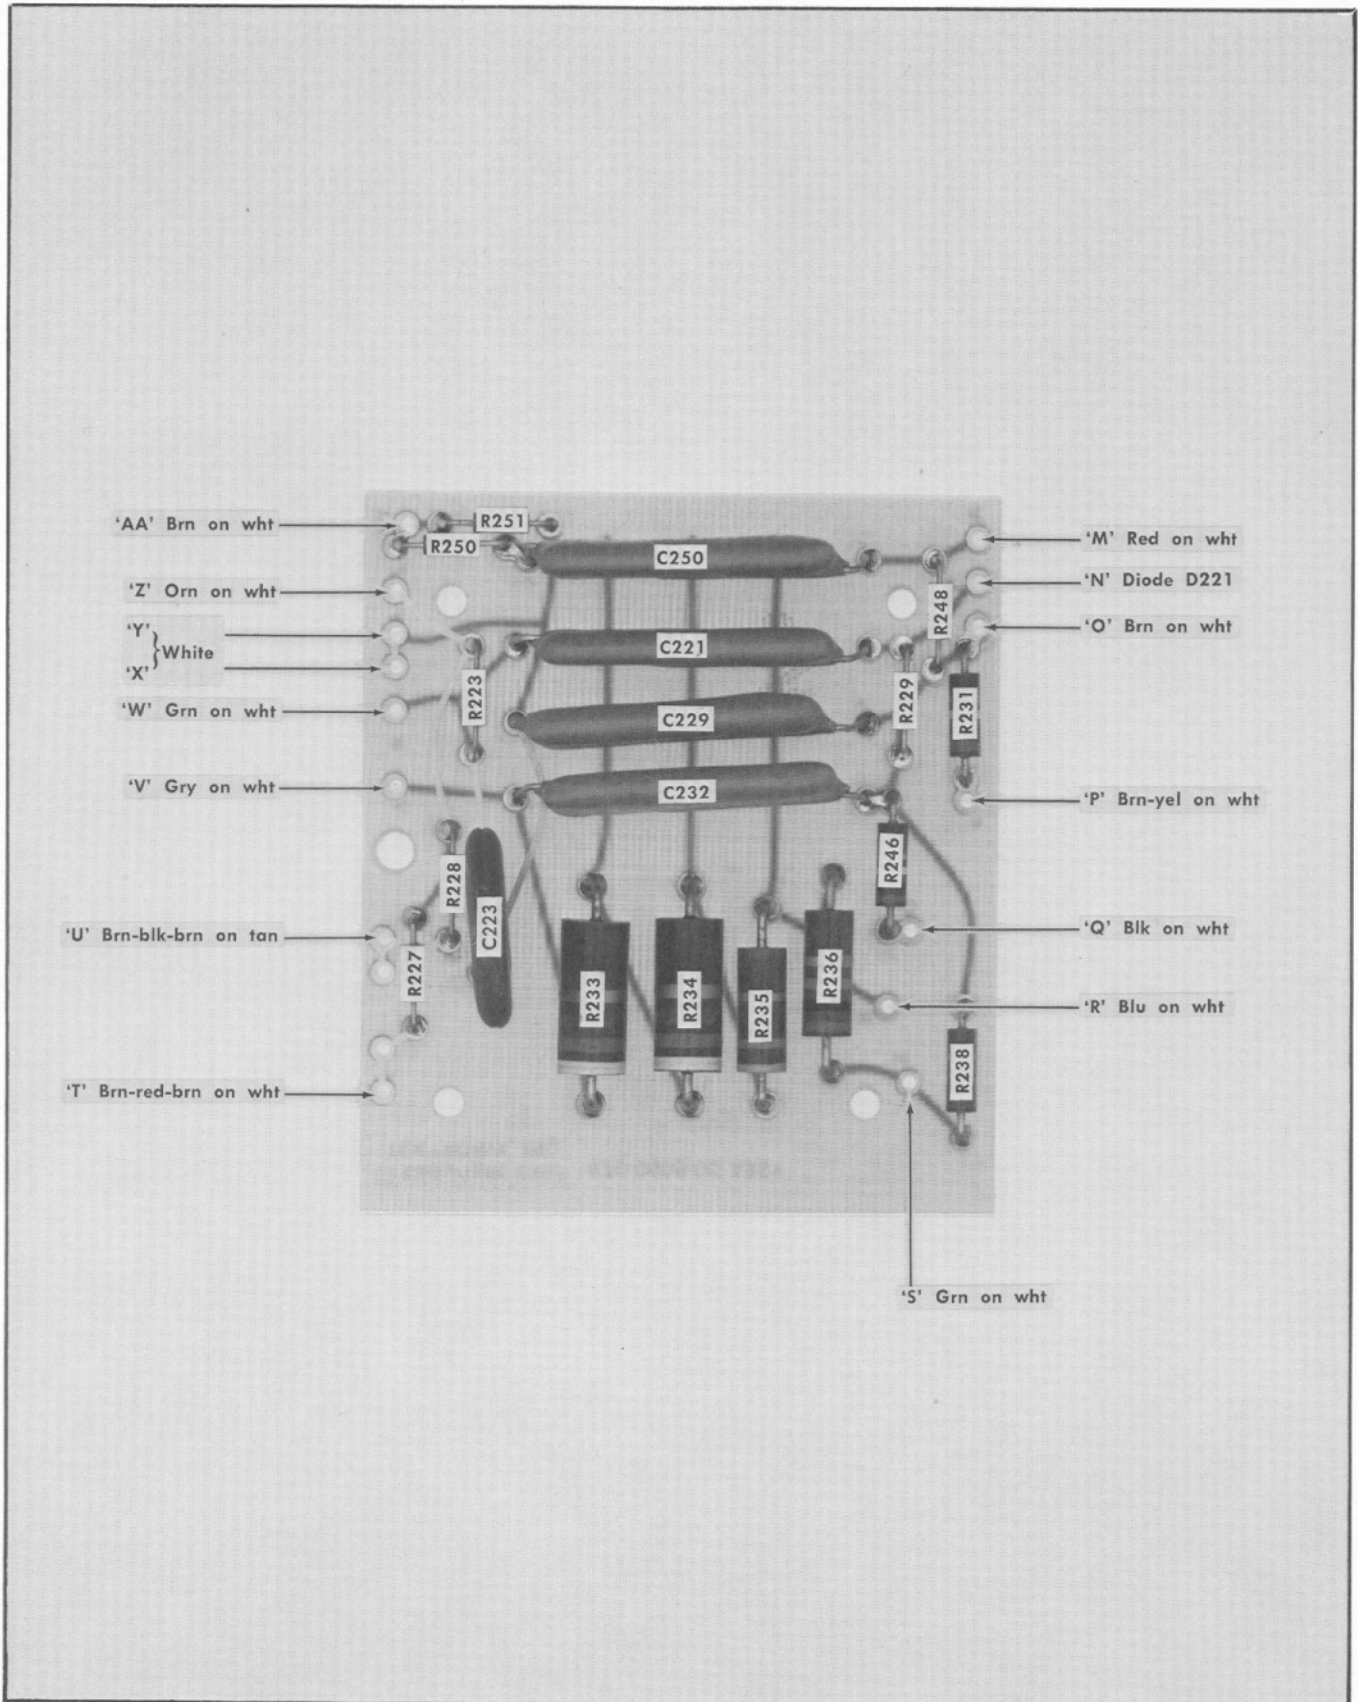 'AA' Brn on wht
'Z' Orn on wht
'Y'
'X'
}White
'W' Grn on wht
'V' Gry on wht
'U' Brn-blk-brn on tan
'T' Brn-red-brn on wht
R251
R250
C250
R248
C221
R223
R229
C229
R231
C232
R246
R228
C223
R227
R233
R234
R235
R236
R238
'M' Red on wht
'N' Diode D221
'O' Brn on wht
'P' Brn-yel on wht
'Q' Blk on wht
'R' Blu on wht
'S' Grn on wht